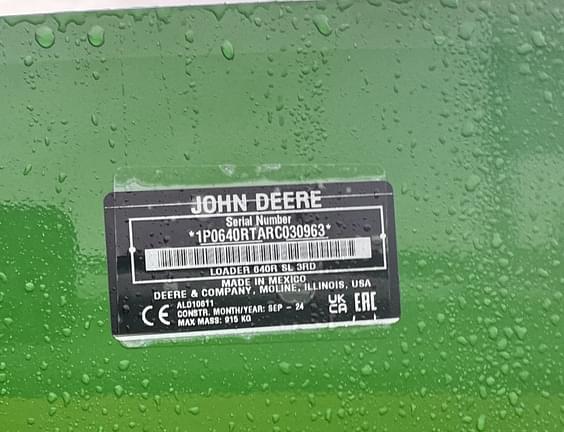 JOHN DEERE
Serial Number
*1P0640RTARC030963*
LOADER 640R SL 3RD
MADE IN MEXICO
DEERE & COMPANY, MOLINE, ILLINOIS, USA
AL010611
CONSTR. MONTH/YEAR: SEP - 24
MAX MASS: 915 KG
CE UK CA EAC